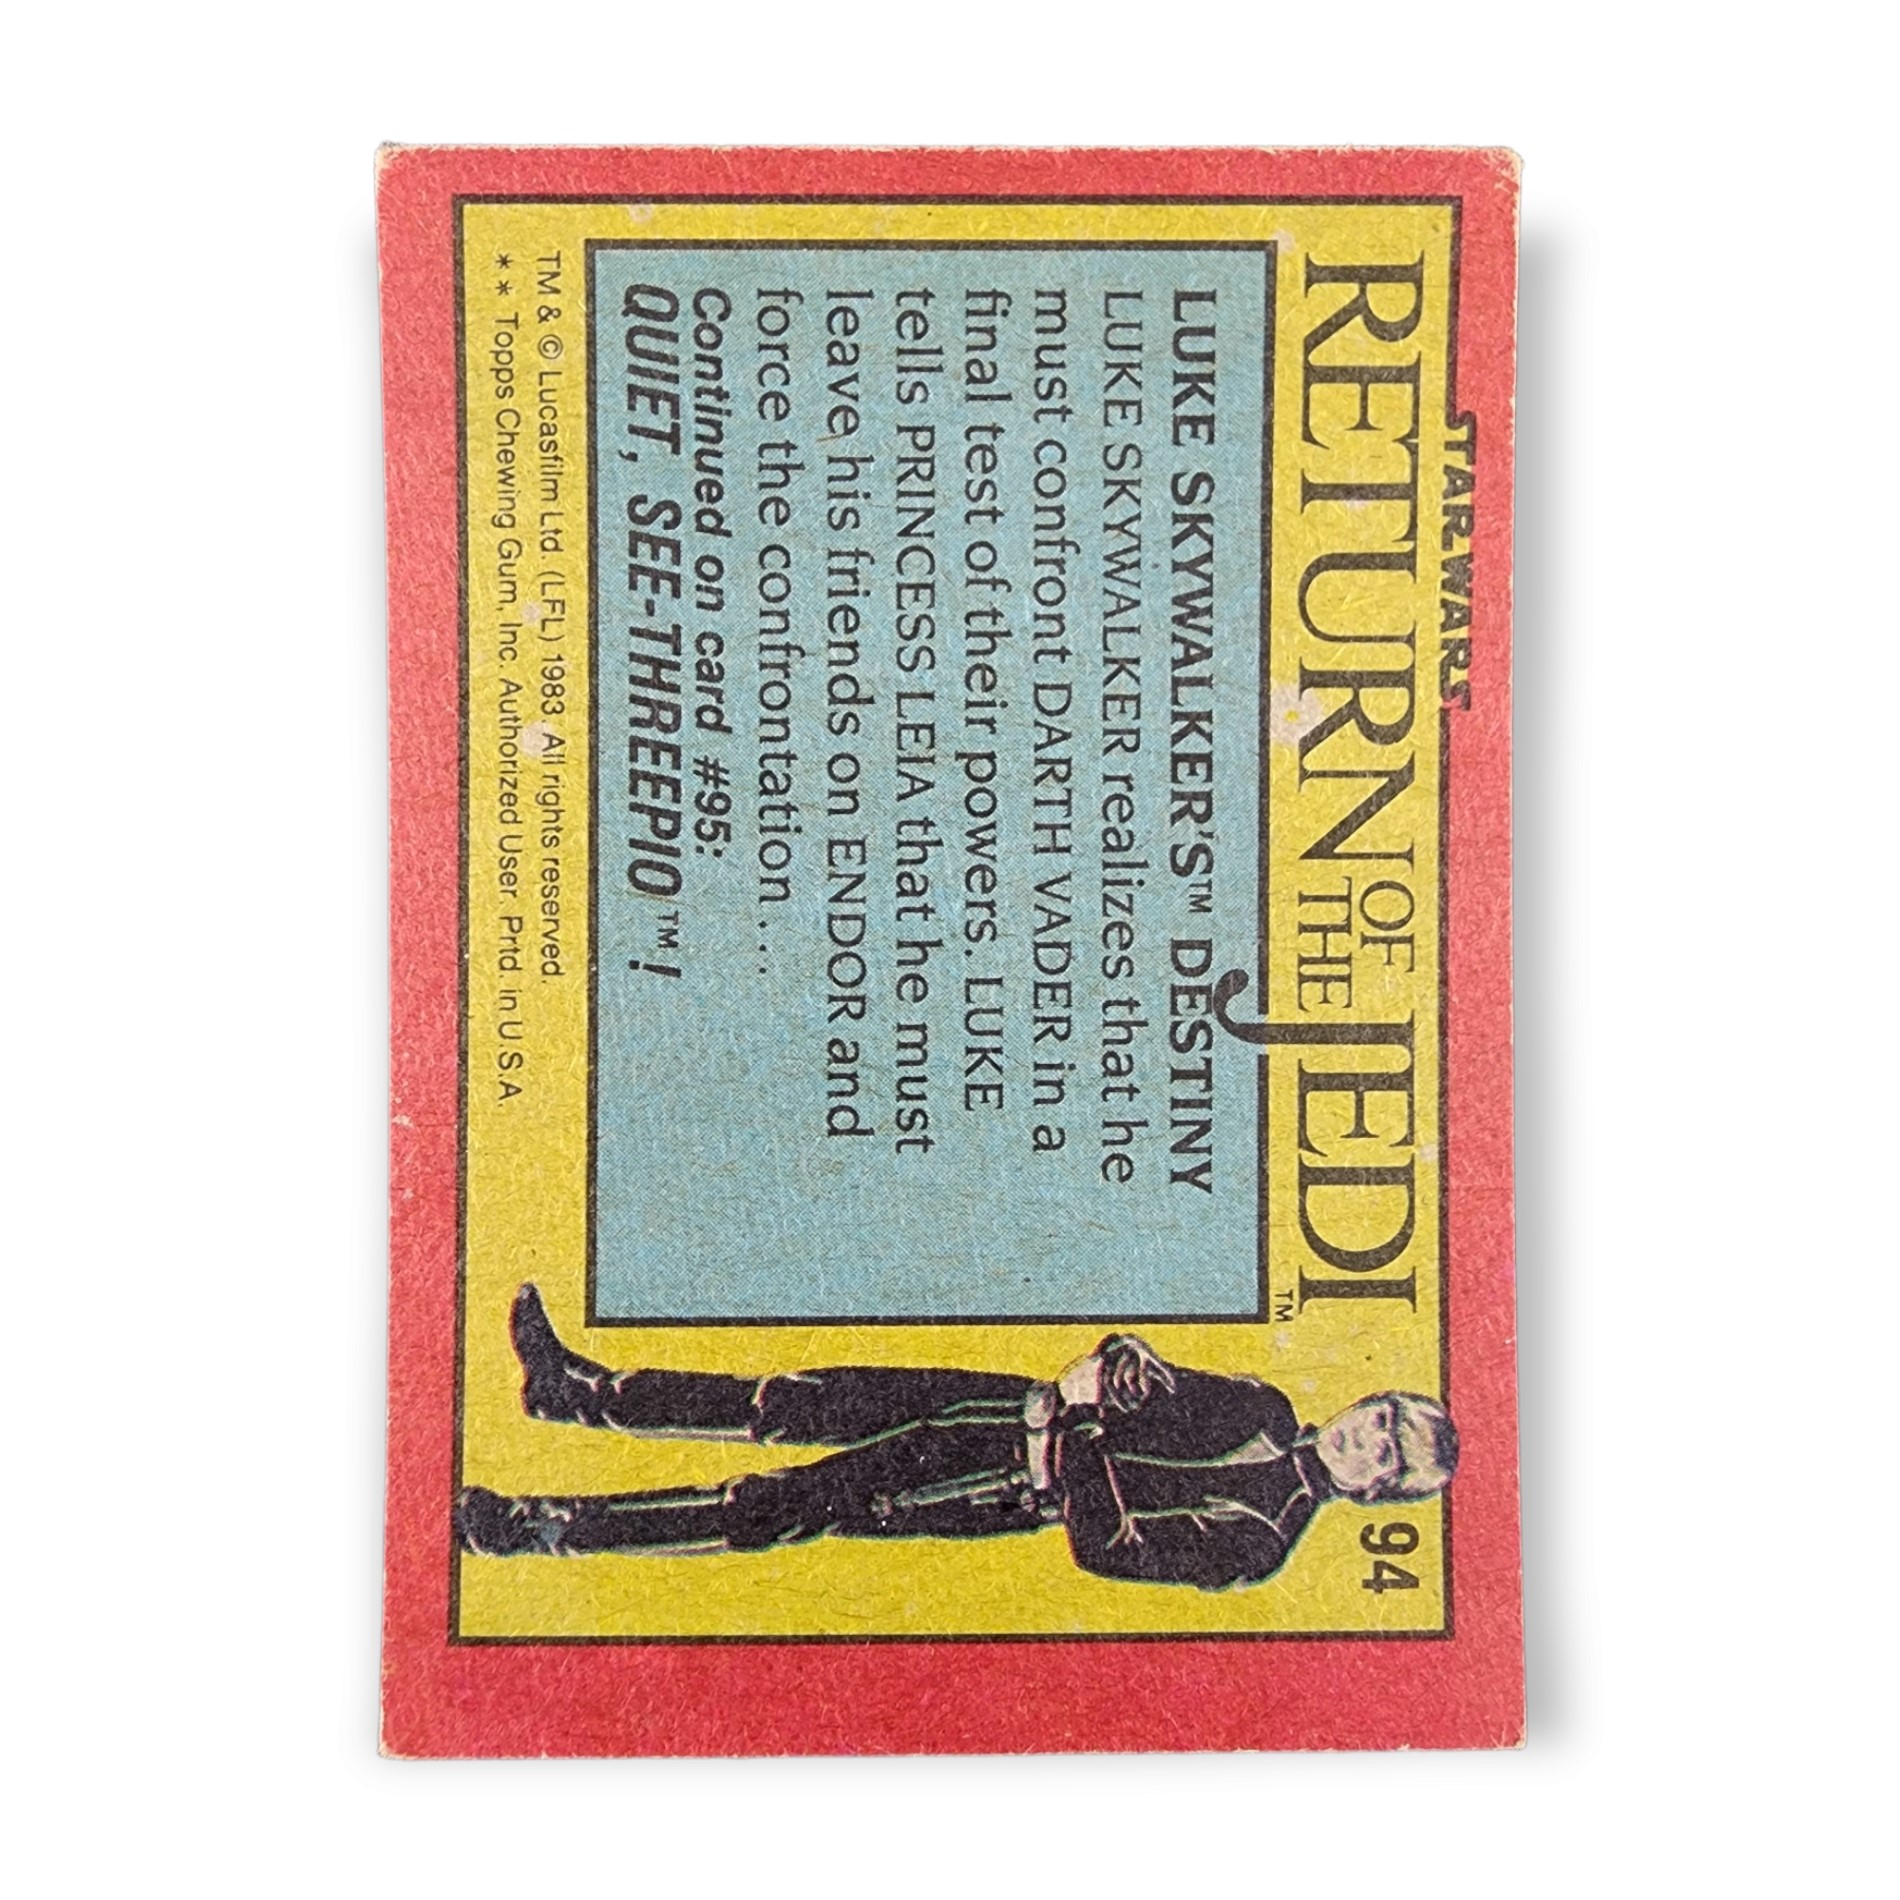 STAR WARS
RETURN OF THE JEDI™
94
LUKE SKYWALKER'S™ DESTINY
LUKE SKYWALKER realizes that he
must confront DARTH VADER in a
final test of their powers. LUKE
tells PRINCESS LEIA that he must
leave his friends on ENDOR and
force the confrontation . . .
Continued on card #95:
QUIET, SEE-THREEPIO™!
TM & © Lucasfilm Ltd. (LFL) 1983. All rights reserved.
** Topps Chewing Gum, Inc. Authorized User. Prtd. in U.S.A.